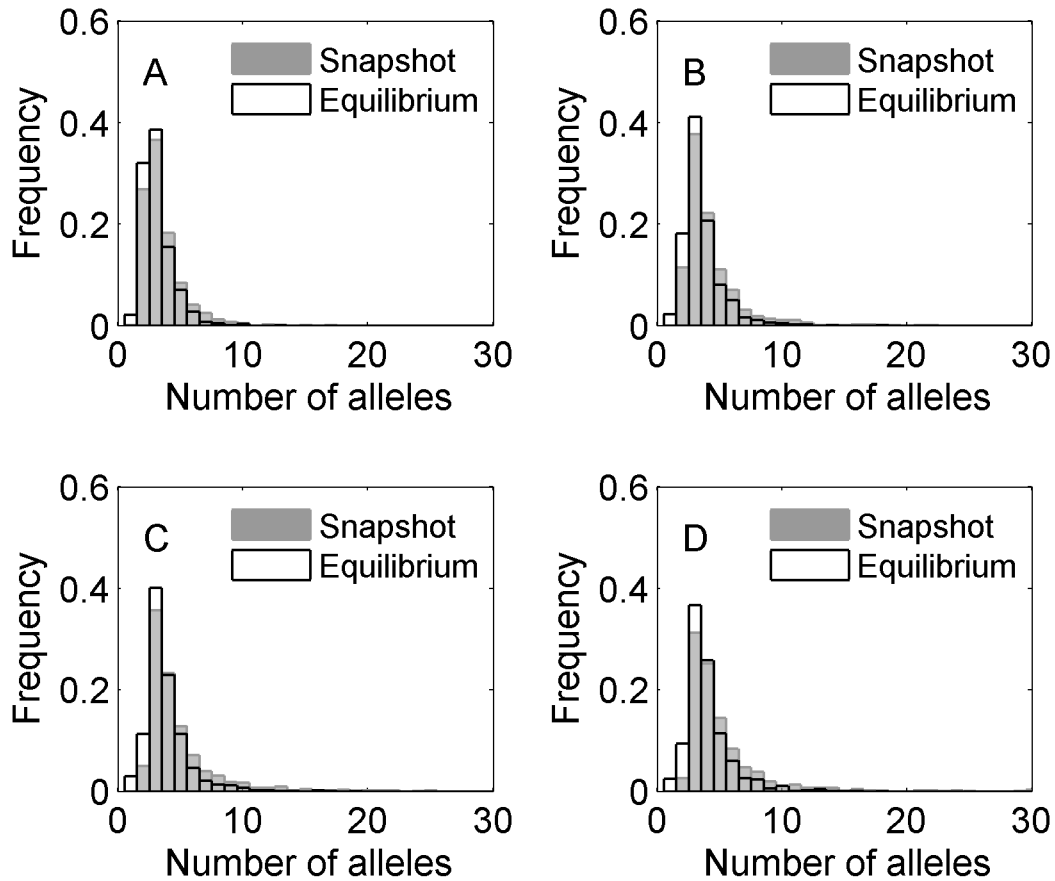 0.6
A
Snapshot
Equilibrium
0.4
0.2
0
Frequency
0 10 20 30
Number of alleles
0.6
B
Snapshot
Equilibrium
0.4
0.2
0
Frequency
0 10 20 30
Number of alleles
0.6
C
Snapshot
Equilibrium
0.4
0.2
0
Frequency
0 10 20 30
Number of alleles
0.6
D
Snapshot
Equilibrium
0.4
0.2
0
Frequency
0 10 20 30
Number of alleles